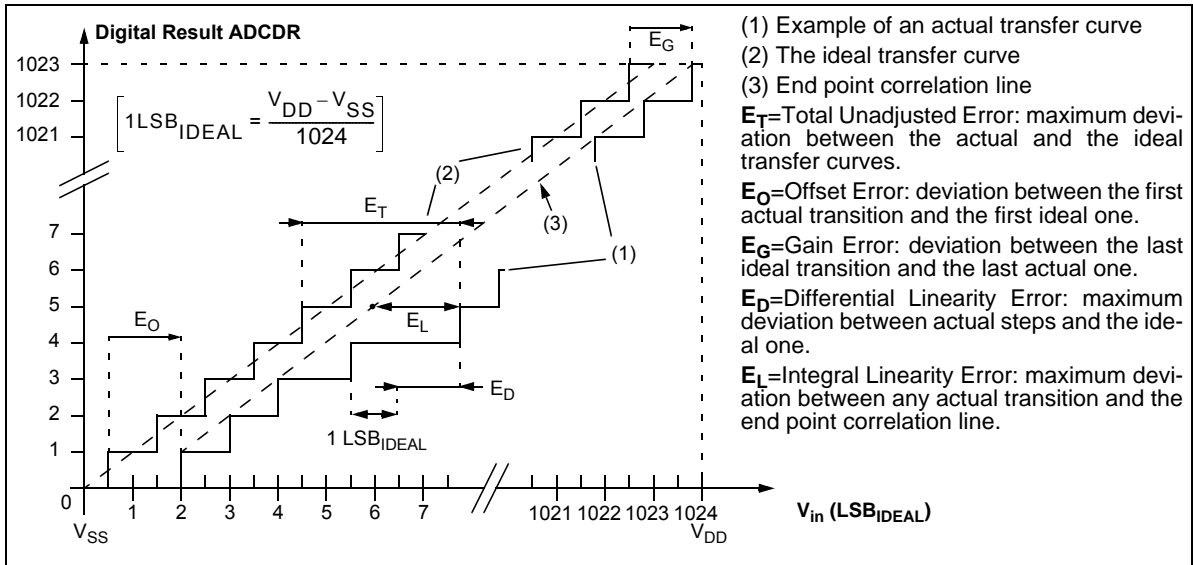 Digital Result ADCDR
1023
1022
1021
7
6
5
4
3
2
1
0
[1LSB_IDEAL = (V_DD – V_SS) / 1024]
E_G
(2)
E_T
(3)
(1)
E_O
E_L
E_D
1 LSB_IDEAL
1 2 3 4 5 6 7 1021 1022 1023 1024
V_SS
V_DD
V_in (LSB_IDEAL)
(1) Example of an actual transfer curve
(2) The ideal transfer curve
(3) End point correlation line
E_T=Total Unadjusted Error: maximum devi-
ation between the actual and the ideal
transfer curves.
E_O=Offset Error: deviation between the first
actual transition and the first ideal one.
E_G=Gain Error: deviation between the last
ideal transition and the last actual one.
E_D=Differential Linearity Error: maximum
deviation between actual steps and the ide-
al one.
E_L=Integral Linearity Error: maximum devi-
ation between any actual transition and the
end point correlation line.